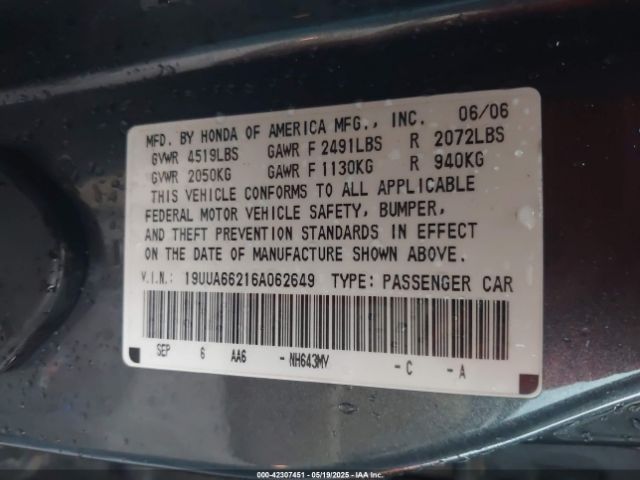 MFD. BY HONDA OF AMERICA MFG., INC. 06/06
GVWR 4519LBS GAWR F 2491LBS R 2072LBS
GVWR 2050KG GAWR F 1130KG R 940KG
THIS VEHICLE CONFORMS TO ALL APPLICABLE
FEDERAL MOTOR VEHICLE SAFETY, BUMPER,
AND THEFT PREVENTION STANDARDS IN EFFECT
ON THE DATE OF MANUFACTURE SHOWN ABOVE.
V.I.N.: 19UUA66216A062649 TYPE: PASSENGER CAR
SEP 6 AA6 -NH643MY -C -A
000-42307451 - 05/19/2025 - IAATX441